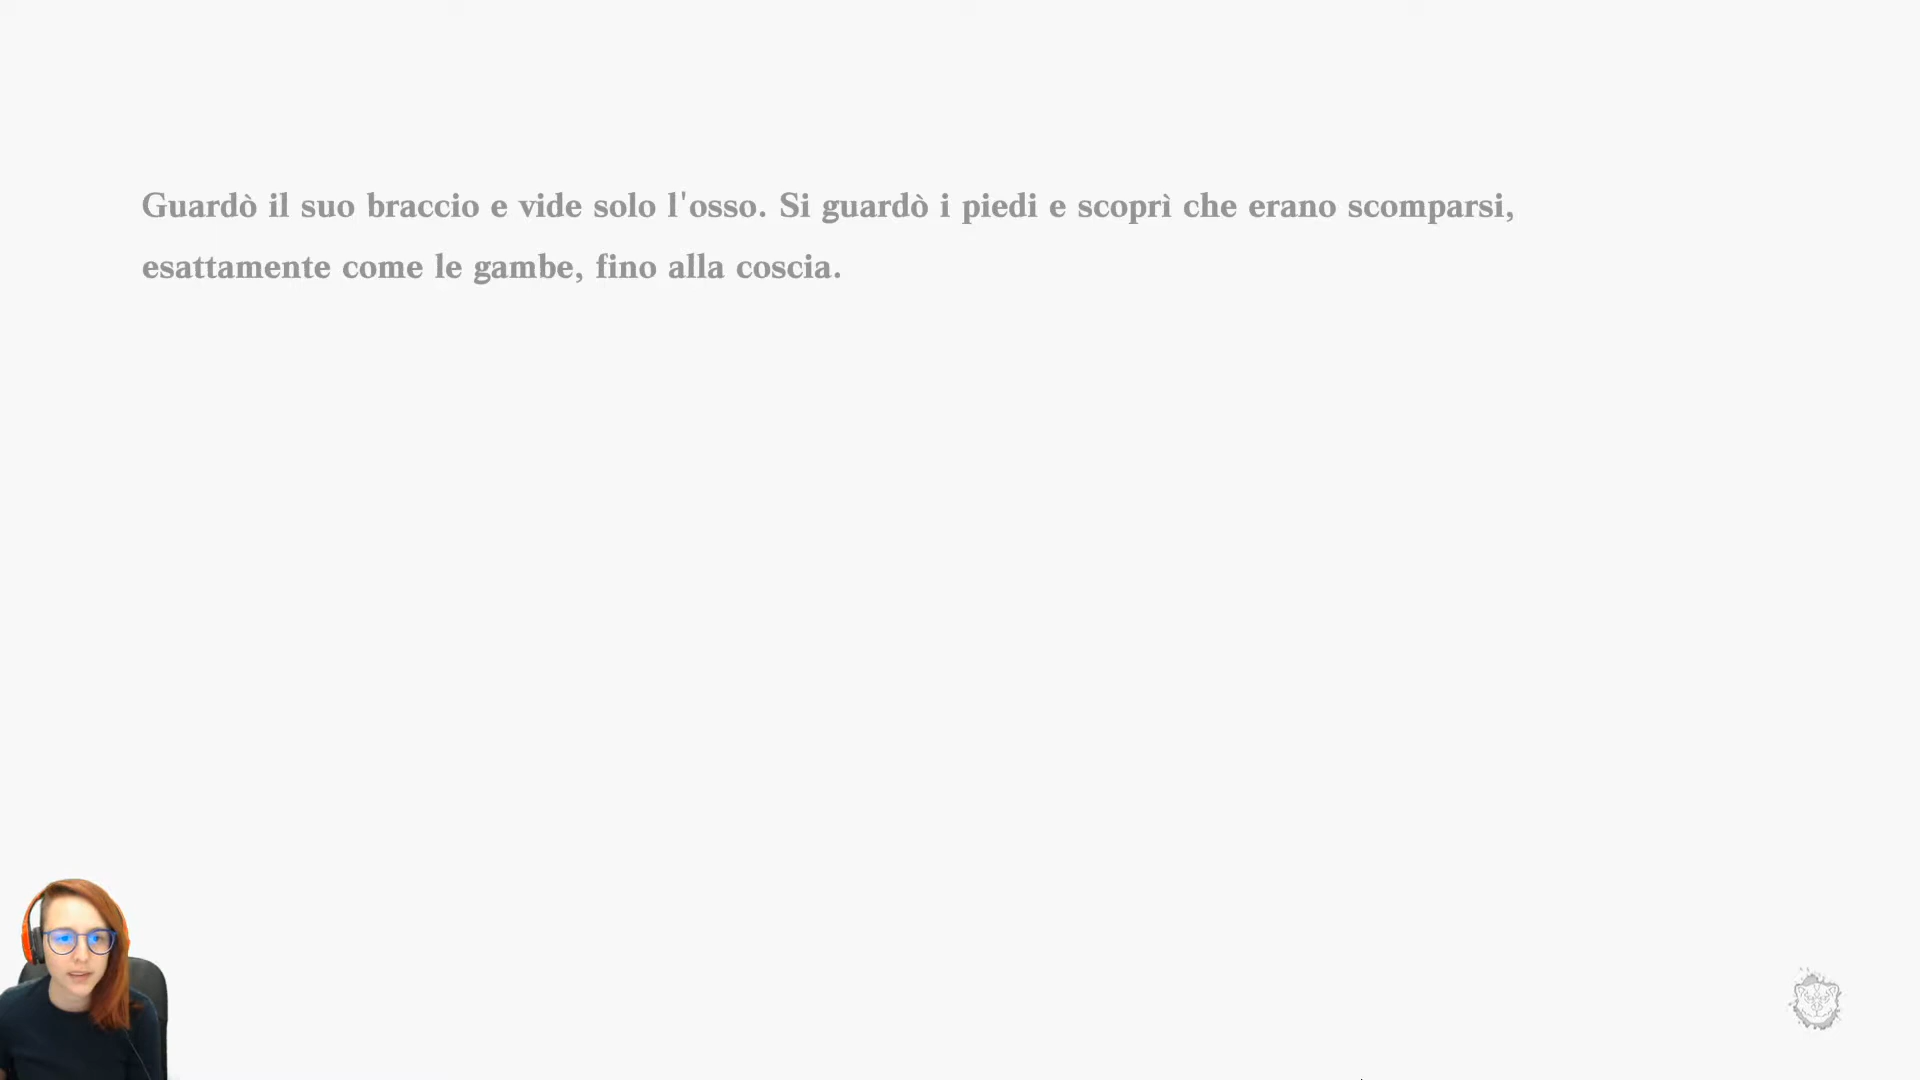 Guardò il suo braccio e vide solo l'osso. Si guardò i piedi e scoprì che erano scomparsi,
esattamente come le gambe, fino alla coscia.